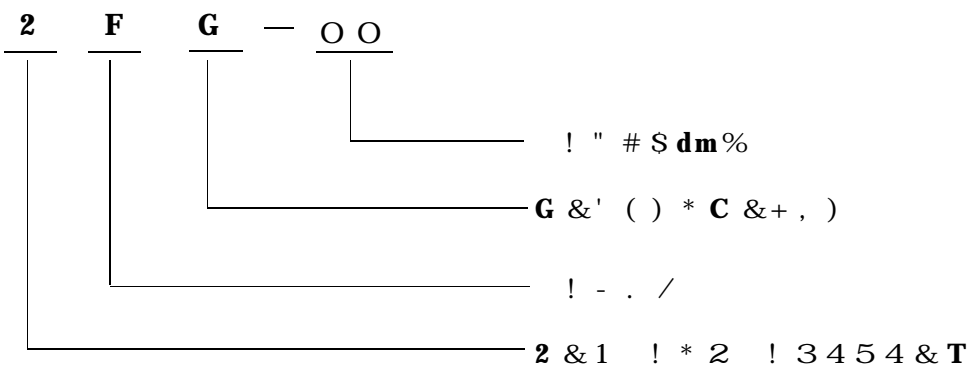 2 F G — O O
! " # $ dm%
G &' ( ) * C &+ , )
! - . /
2 &1 ! * 2 ! 3 4 5 4 & T